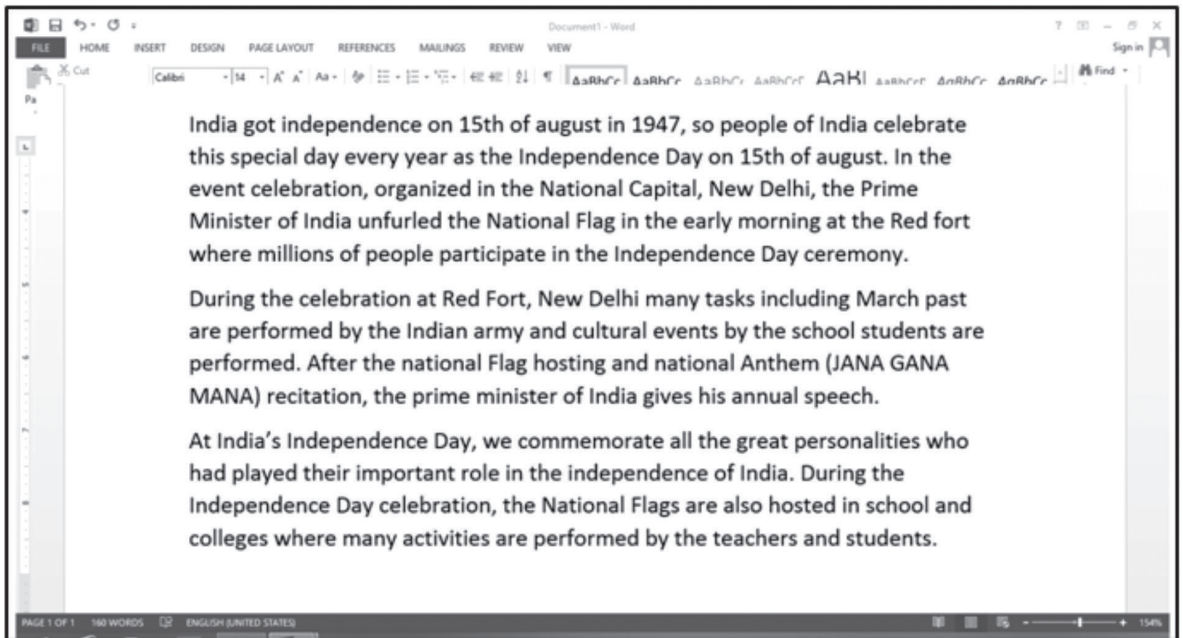 Document1 - Word
FILE HOME INSERT DESIGN PAGE LAYOUT REFERENCES MAILINGS REVIEW VIEW Sign in
Cut Calibri 14 Aa AaBbCc AaBbCc AaBbCc AaBbCc AaBl AaBbCc AaBbCc AaBbCc Find
Pa
India got independence on 15th of august in 1947, so people of India celebrate
this special day every year as the Independence Day on 15th of august. In the
event celebration, organized in the National Capital, New Delhi, the Prime
Minister of India unfurled the National Flag in the early morning at the Red fort
where millions of people participate in the Independence Day ceremony.
During the celebration at Red Fort, New Delhi many tasks including March past
are performed by the Indian army and cultural events by the school students are
performed. After the national Flag hosting and national Anthem (JANA GANA
MANA) recitation, the prime minister of India gives his annual speech.
At India's Independence Day, we commemorate all the great personalities who
had played their important role in the independence of India. During the
Independence Day celebration, the National Flags are also hosted in school and
colleges where many activities are performed by the teachers and students.
PAGE 1 OF 1 160 WORDS ENGLISH (UNITED STATES) 154%